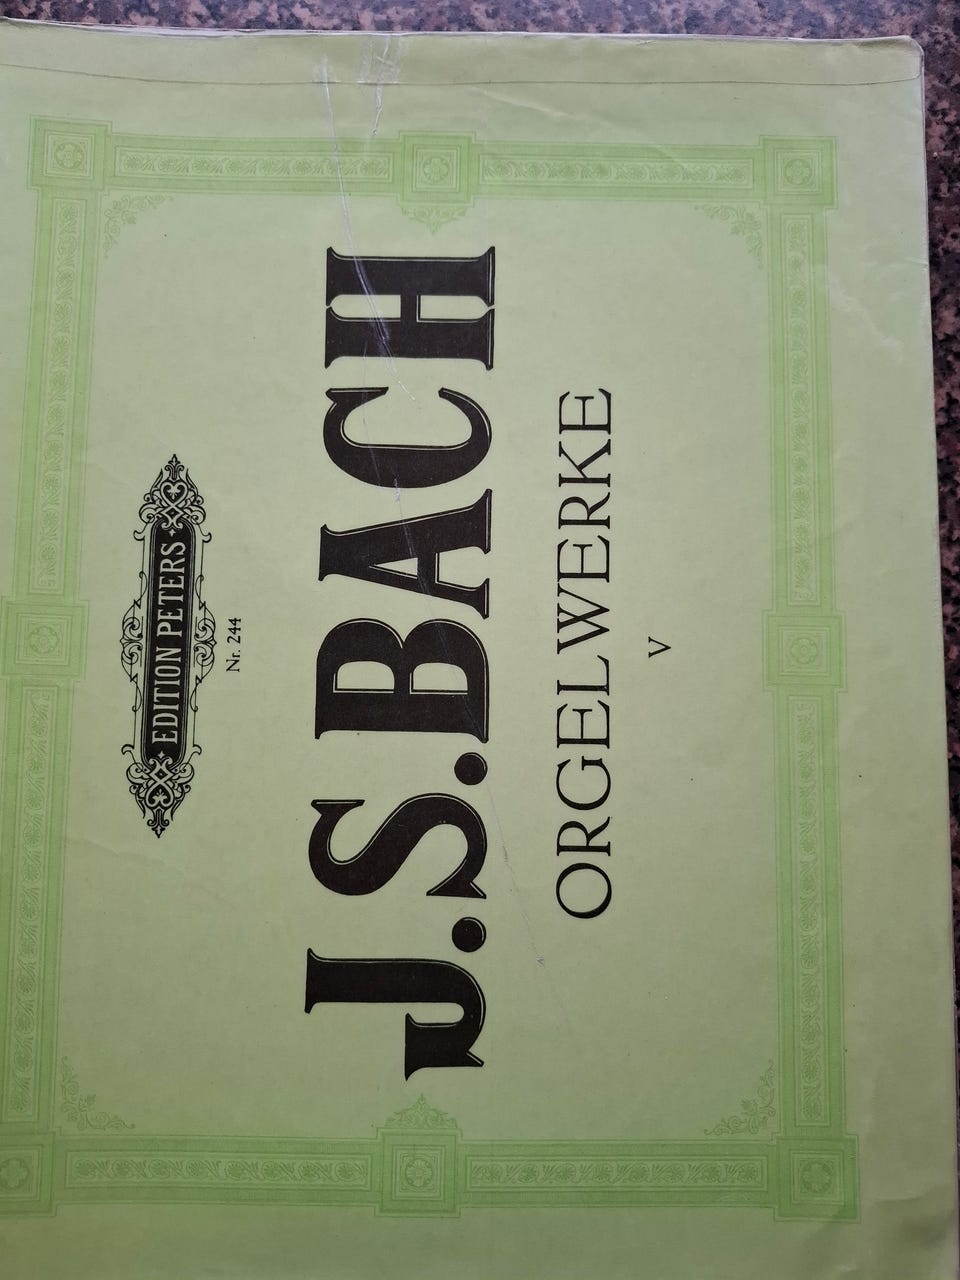 EDITION PETERS
Nr. 244
J.S.BACH
ORGELWERKE
V